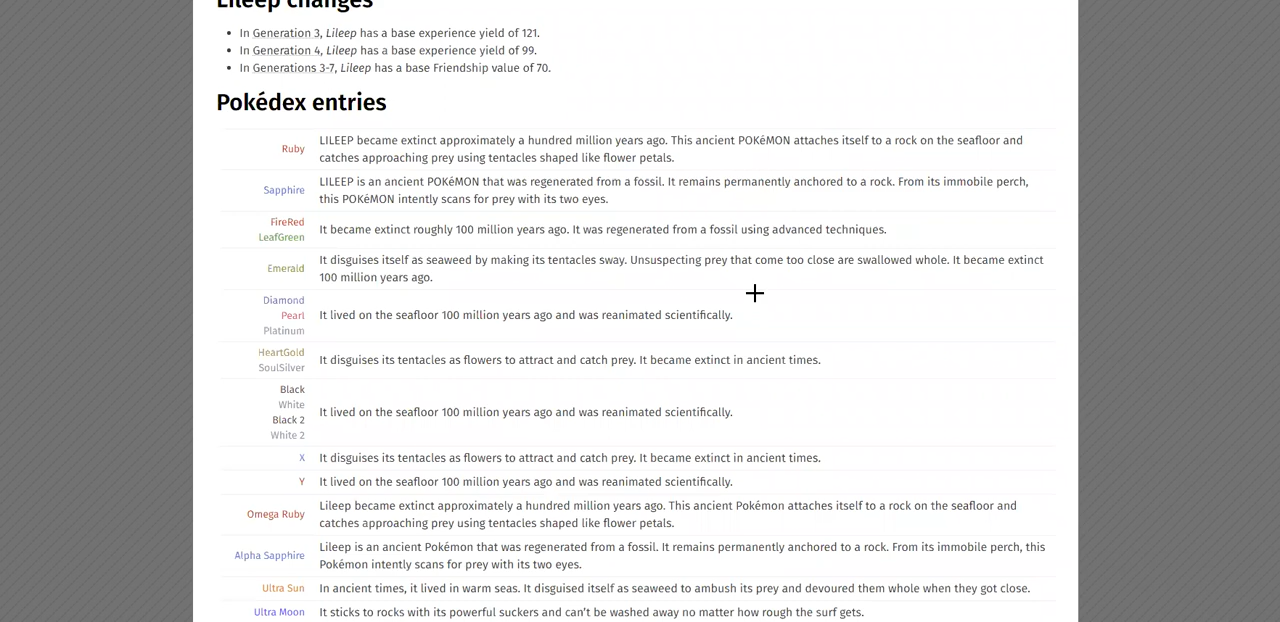 Lileep changes
In Generation 3, Lileep has a base experience yield of 121.
In Generation 4, Lileep has a base experience yield of 99.
In Generations 3-7, Lileep has a base Friendship value of 70.
Pokédex entries
Ruby
LILEEP became extinct approximately a hundred million years ago. This ancient POKéMON attaches itself to a rock on the seafloor and
catches approaching prey using tentacles shaped like flower petals.
Sapphire
LILEEP is an ancient POKéMON that was regenerated from a fossil. It remains permanently anchored to a rock. From its immobile perch,
this POKéMON intently scans for prey with its two eyes.
FireRed
LeafGreen
It became extinct roughly 100 million years ago. It was regenerated from a fossil using advanced techniques.
Emerald
It disguises itself as seaweed by making its tentacles sway. Unsuspecting prey that come too close are swallowed whole. It became extinct
100 million years ago.
Diamond
Pearl
Platinum
It lived on the seafloor 100 million years ago and was reanimated scientifically.
HeartGold
SoulSilver
It disguises its tentacles as flowers to attract and catch prey. It became extinct in ancient times.
Black
White
Black 2
White 2
It lived on the seafloor 100 million years ago and was reanimated scientifically.
X
It disguises its tentacles as flowers to attract and catch prey. It became extinct in ancient times.
Y
It lived on the seafloor 100 million years ago and was reanimated scientifically.
Omega Ruby
Lileep became extinct approximately a hundred million years ago. This ancient Pokémon attaches itself to a rock on the seafloor and
catches approaching prey using tentacles shaped like flower petals.
Alpha Sapphire
Lileep is an ancient Pokémon that was regenerated from a fossil. It remains permanently anchored to a rock. From its immobile perch, this
Pokémon intently scans for prey with its two eyes.
Ultra Sun
In ancient times, it lived in warm seas. It disguised itself as seaweed to ambush its prey and devoured them whole when they got close.
Ultra Moon
It sticks to rocks with its powerful suckers and can't be washed away no matter how rough the surf gets.